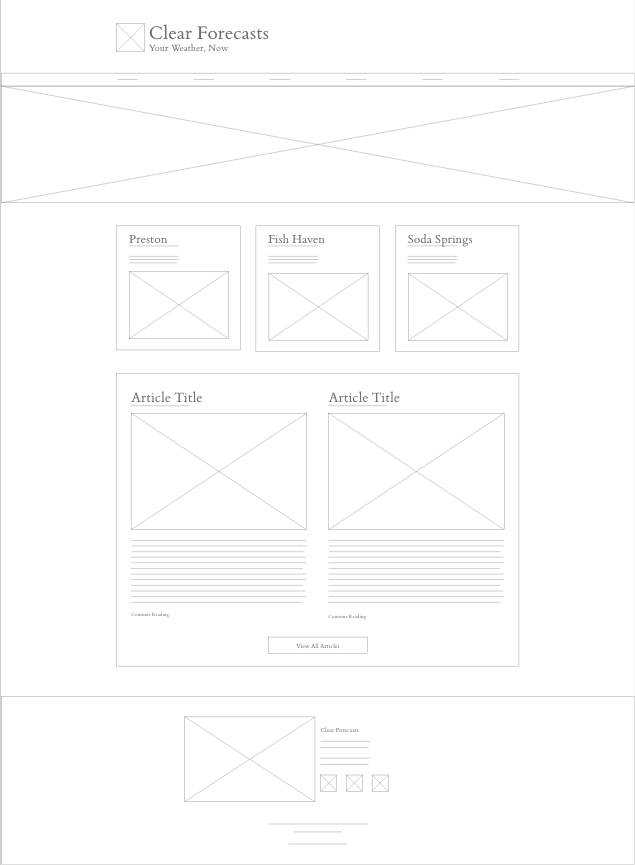 Clear Forecasts
Your Weather, Now
Preston
Fish Haven
Soda Springs
Article Title
Article Title
Continue Reading
Continue Reading
View All Articles
Clear Forecasts